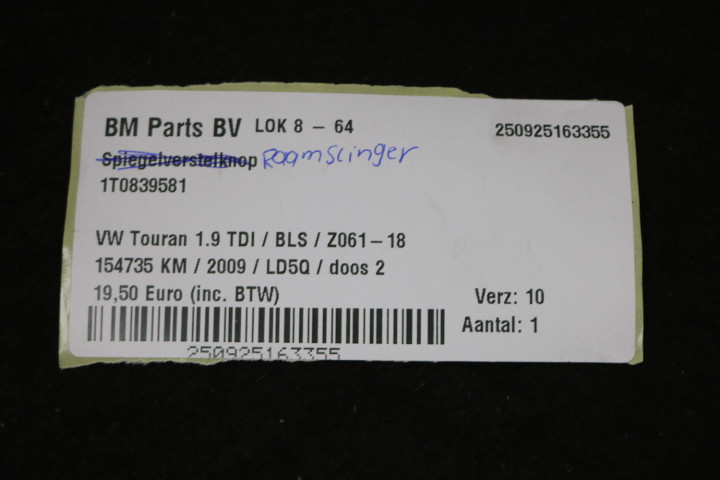 BM Parts BV LOK 8 - 64 250925163355
Spiegelverstelknop Raamslinger
1T0839581
VW Touran 1.9 TDI / BLS / Z061-18
154735 KM / 2009 / LD5Q / doos 2
19,50 Euro (inc. BTW) Verz: 10
Aantal: 1
250925163355